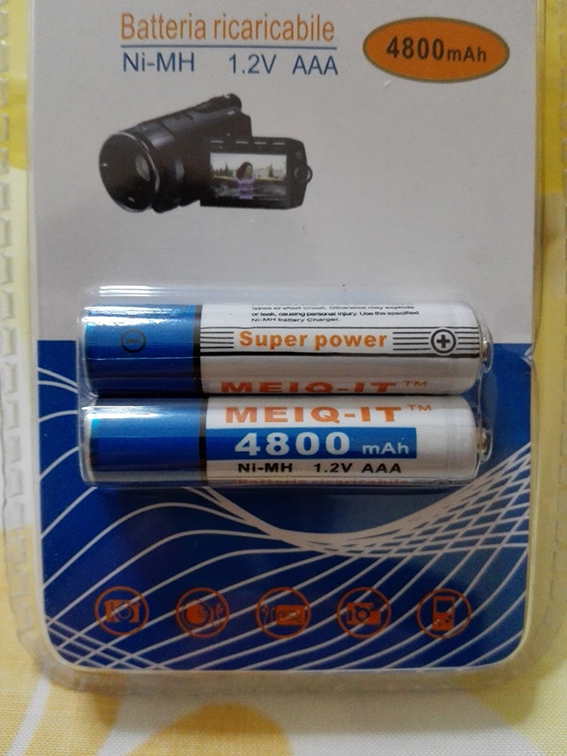 Batteria ricaricabile
Ni-MH 1.2V AAA
4800mAh
or leak, causing personal injury. Use the specified
Ni-MH Battery Charger.
Super power
MEIQ-IT™
MEIQ-IT™
4800 mAh
Ni-MH 1.2V AAA